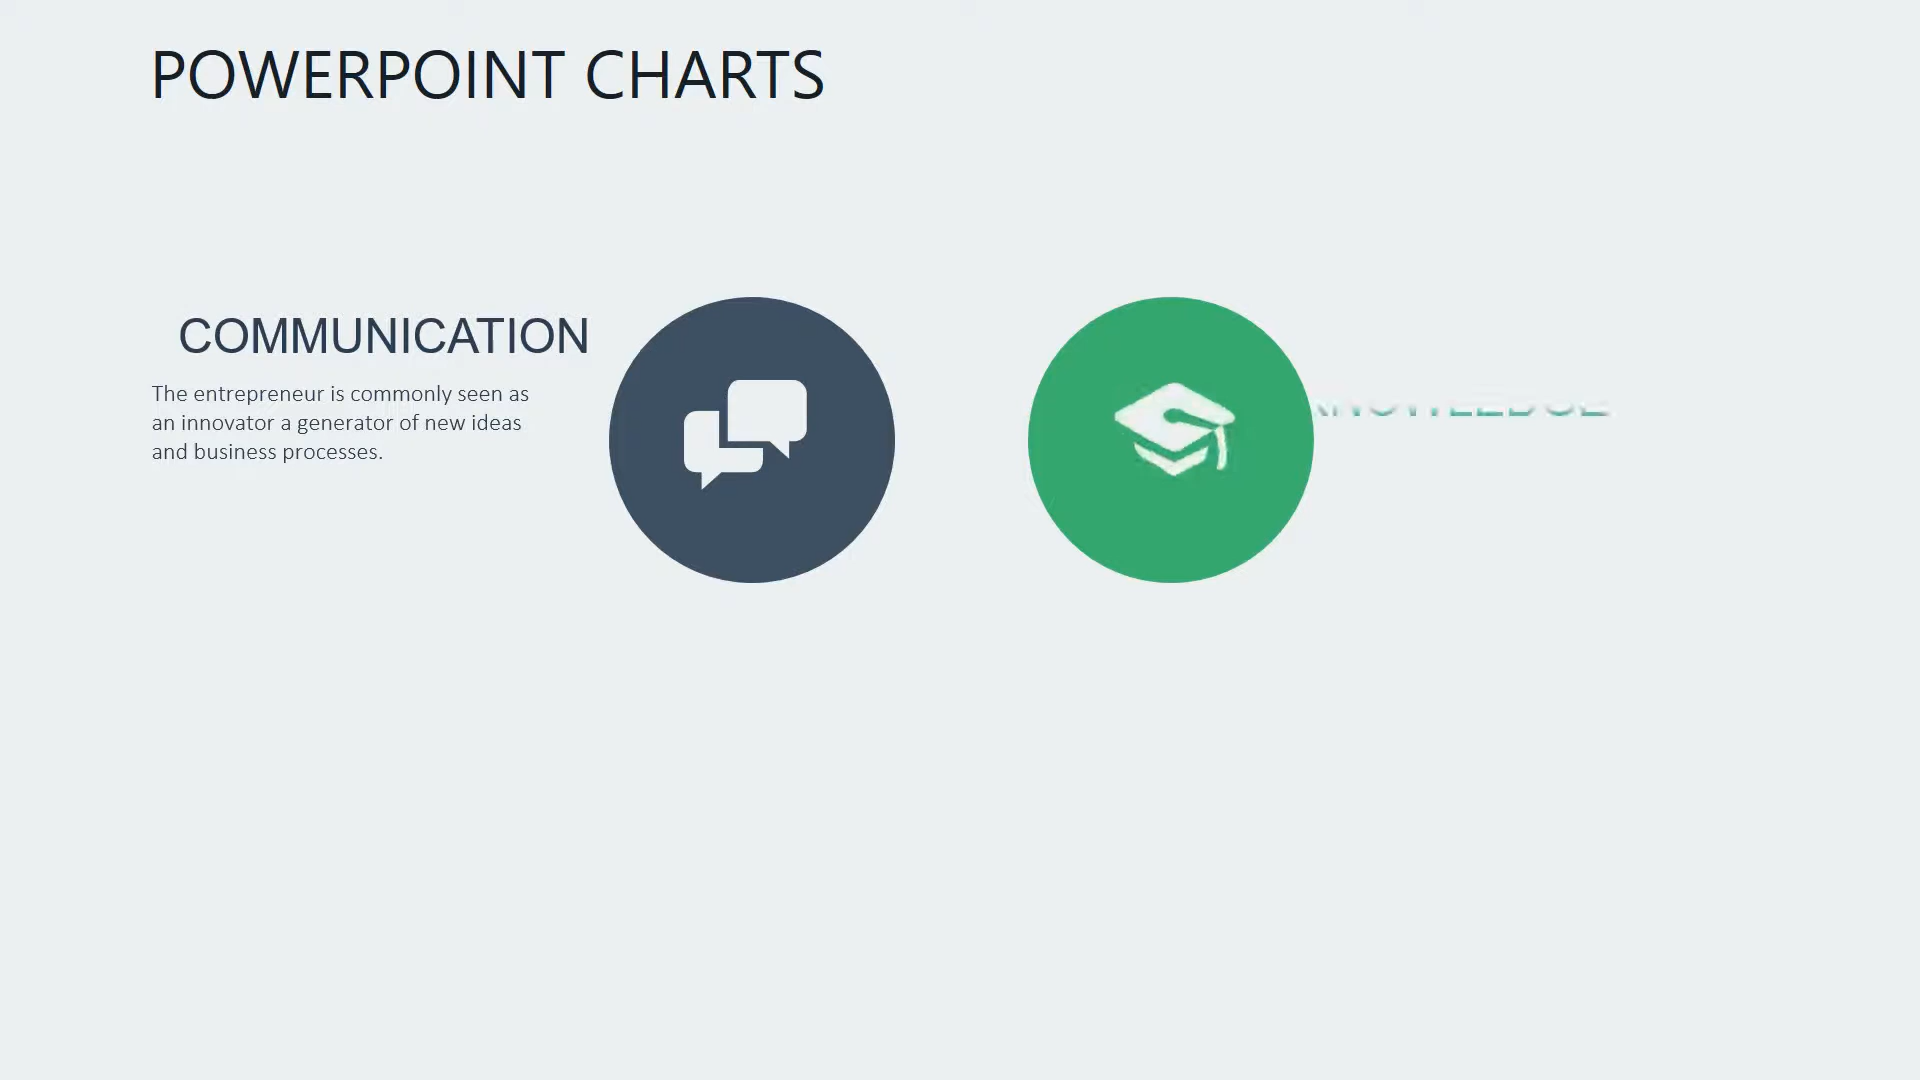 POWERPOINT CHARTS
COMMUNICATION
The entrepreneur is commonly seen as
an innovator a generator of new ideas
and business processes.